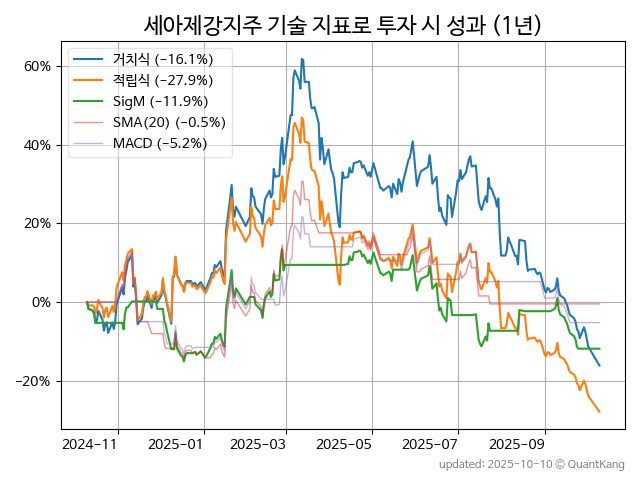 세아제강지주 기술 지표로 투자 시 성과 (1년)
60%
40%
20%
0%
−20%
거치식 (−16.1%)
적립식 (−27.9%)
SigM (−11.9%)
SMA(20) (−0.5%)
MACD (−5.2%)
2024-11 2025-01 2025-03 2025-05 2025-07 2025-09
updated: 2025-10-10 © QuantKang